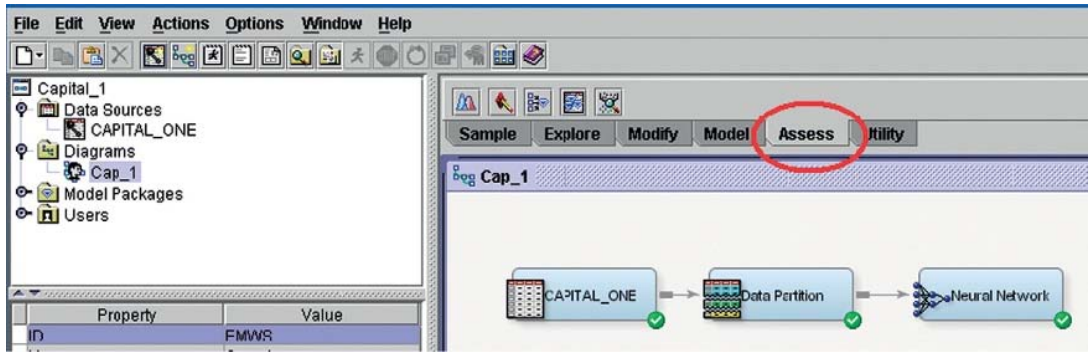 File Edit View Actions Options Window Help
Capital_1
Data Sources
CAPITAL_ONE
Diagrams
Cap_1
Model Packages
Users
Property Value
ID EMWS
Sample Explore Modify Model Assess Utility
Cap_1
CAPITAL_ONE
Data Partition
Neural Network